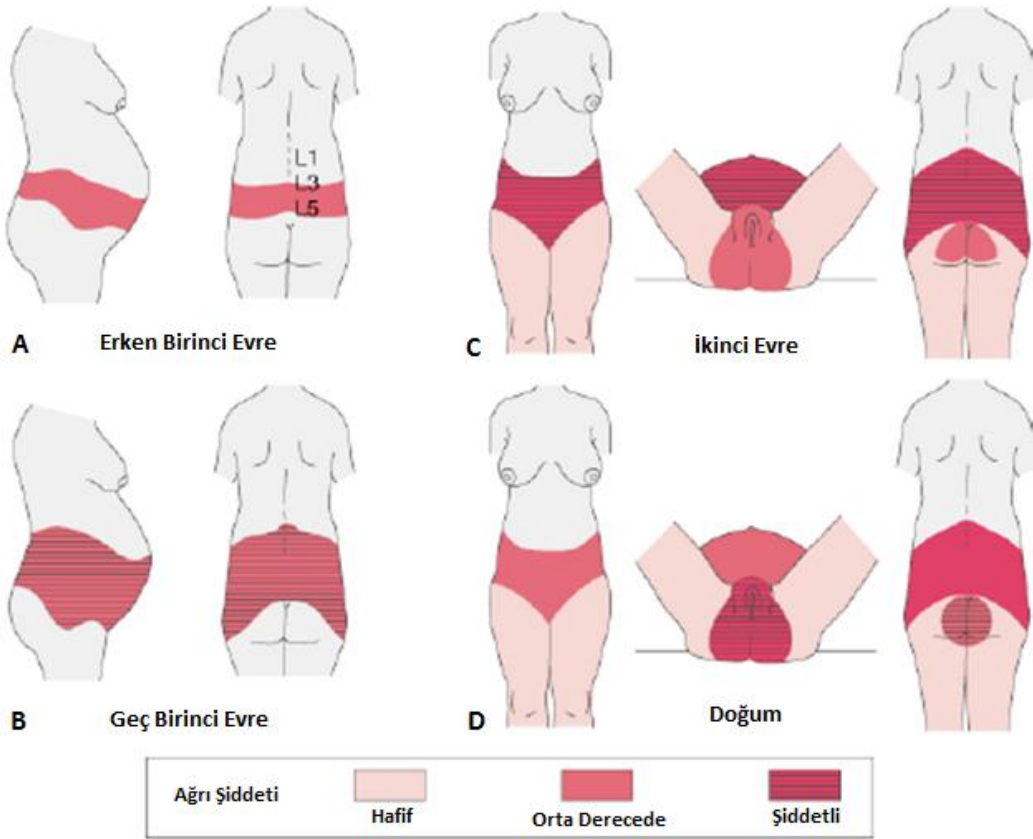 L1
L3
L5
A Erken Birinci Evre
C İkinci Evre
B Geç Birinci Evre
D Doğum
Ağrı Şiddeti
Hafif
Orta Derecede
Şiddetli